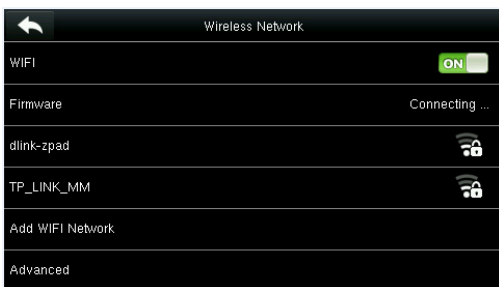 Wireless Network
WIFI ON
Firmware Connecting ...
dlink-zpad
TP_LINK_MM
Add WIFI Network
Advanced